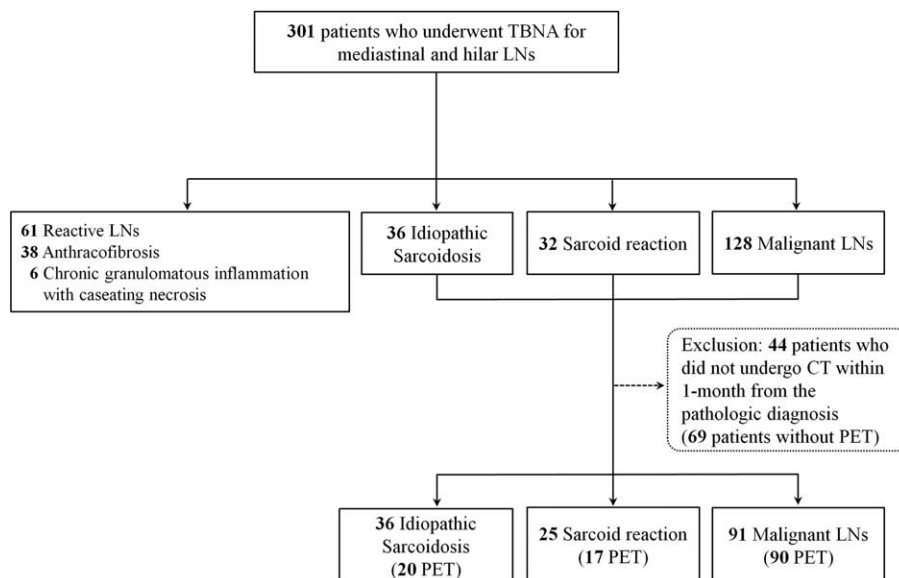 301 patients who underwent TBNA for
mediastinal and hilar LNs
61 Reactive LNs
38 Anthracofibrosis
6 Chronic granulomatous inflammation
with caseating necrosis
36 Idiopathic
Sarcoidosis
32 Sarcoid reaction
128 Malignant LNs
Exclusion: 44 patients who
did not undergo CT within
1-month from the
pathologic diagnosis
(69 patients without PET)
36 Idiopathic
Sarcoidosis
(20 PET)
25 Sarcoid reaction
(17 PET)
91 Malignant LNs
(90 PET)